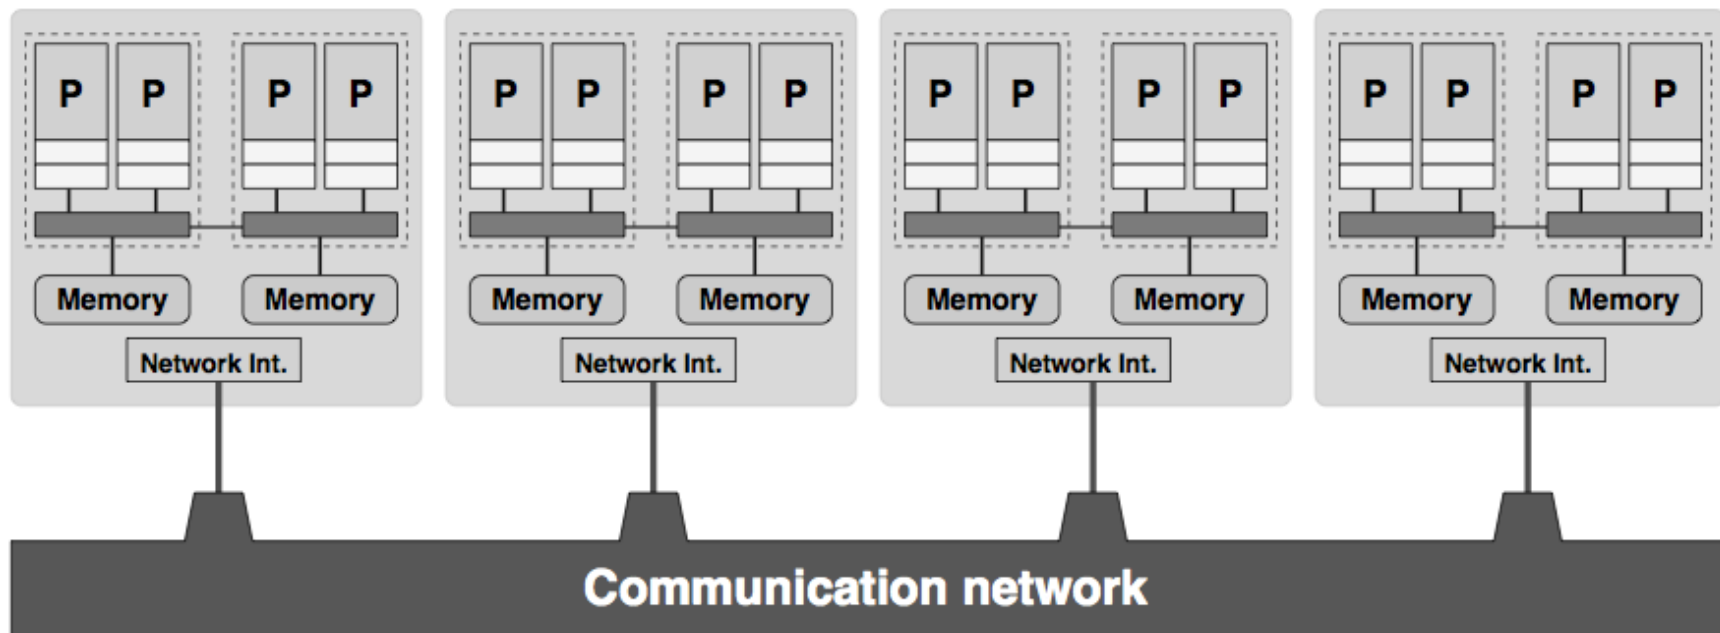 P P P P P P P P P P P P P P P P
Memory Memory Memory Memory Memory Memory Memory Memory
Network Int. Network Int. Network Int. Network Int.
Communication network